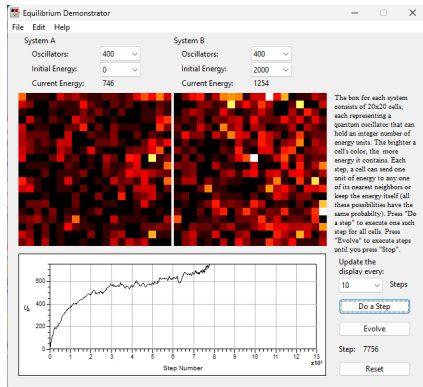 Equilibrium Demonstrator
File Edit Help
System A
System B
Oscillators: 400
Oscillators: 400
Initial Energy: 0
Initial Energy: 2000
Current Energy: 746
Current Energy: 1254
The box for each system
consists of 20x20 cells,
each representing a
quantum oscillator that can
hold an integer number of
energy units. The brighter a
cell's color, the more
energy it contains. Each
step, a cell can send one
unit of energy to any one
of its nearest neighbors or
keep the energy itself (all
these possibilities have the
same probabilty). Press "Do
a step" to execute one such
step for all cells. Press
"Evolve" to execute steps
until you press "Stop".
Update the
display every:
10 Steps
Do a Step
Evolve
Step: 7756
Reset
600
400
200
0
0 1 2 3 4 5 6 7 8 9 10 11 12 13
x10³
Step Number